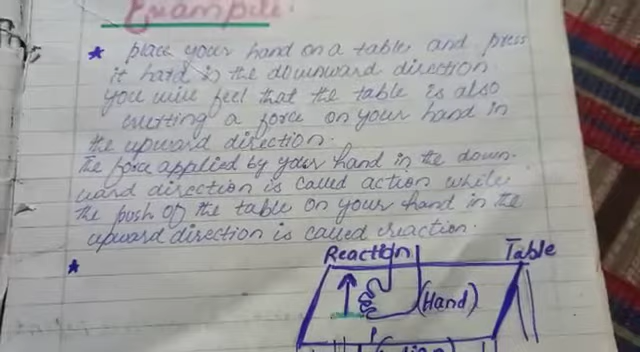 Example.
* place your hand on a table and press
it hard in the downward direction.
you will feel that the table is also
exerting a force on your hand in
the upward direction.
The force applied by your hand in the down-
ward direction is called action while
the push of the table on your hand in the
upward direction is called reaction.
*
Reaction Table
(Hand)